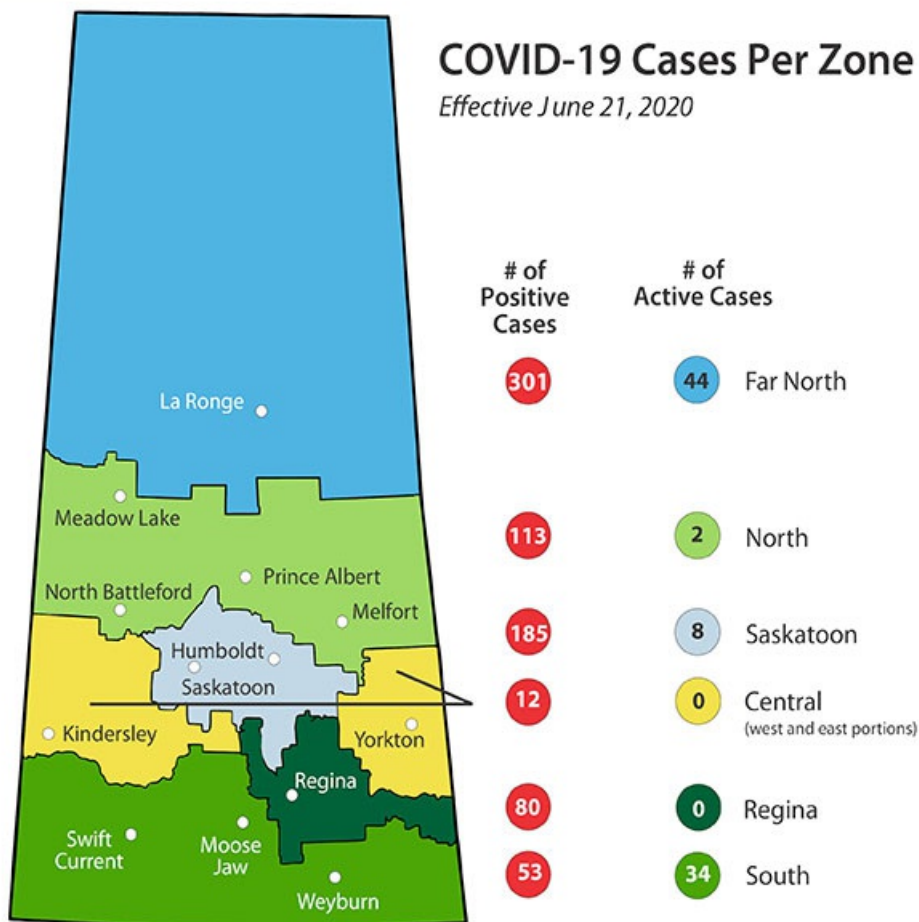 COVID-19 Cases Per Zone
Effective June 21, 2020
# of
Positive
Cases
# of
Active Cases
301 44 Far North
113 2 North
185 8 Saskatoon
12 0 Central
(west and east portions)
80 0 Regina
53 34 South
La Ronge
Meadow Lake
Prince Albert
North Battleford
Melfort
Humboldt
Saskatoon
Kindersley
Yorkton
Regina
Swift
Current
Moose
Jaw
Weyburn